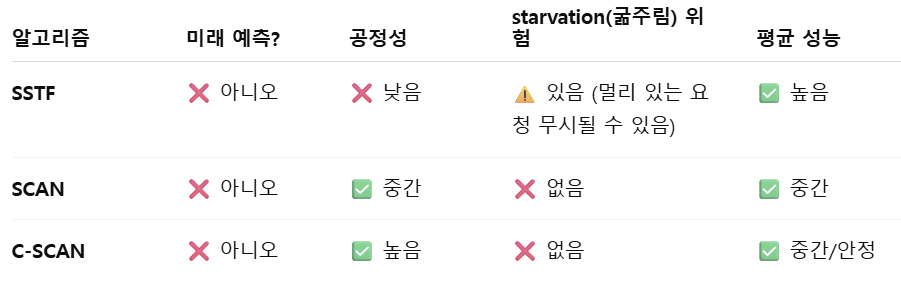 알고리즘 미래 예측? 공정성 starvation(굶주림) 위
험 평균 성능
SSTF ❌ 아니오 ❌ 낮음 ⚠️ 있음 (멀리 있는 요
청 무시될 수 있음) ✅ 높음
SCAN ❌ 아니오 ✅ 중간 ❌ 없음 ✅ 중간
C-SCAN ❌ 아니오 ✅ 높음 ❌ 없음 ✅ 중간/안정